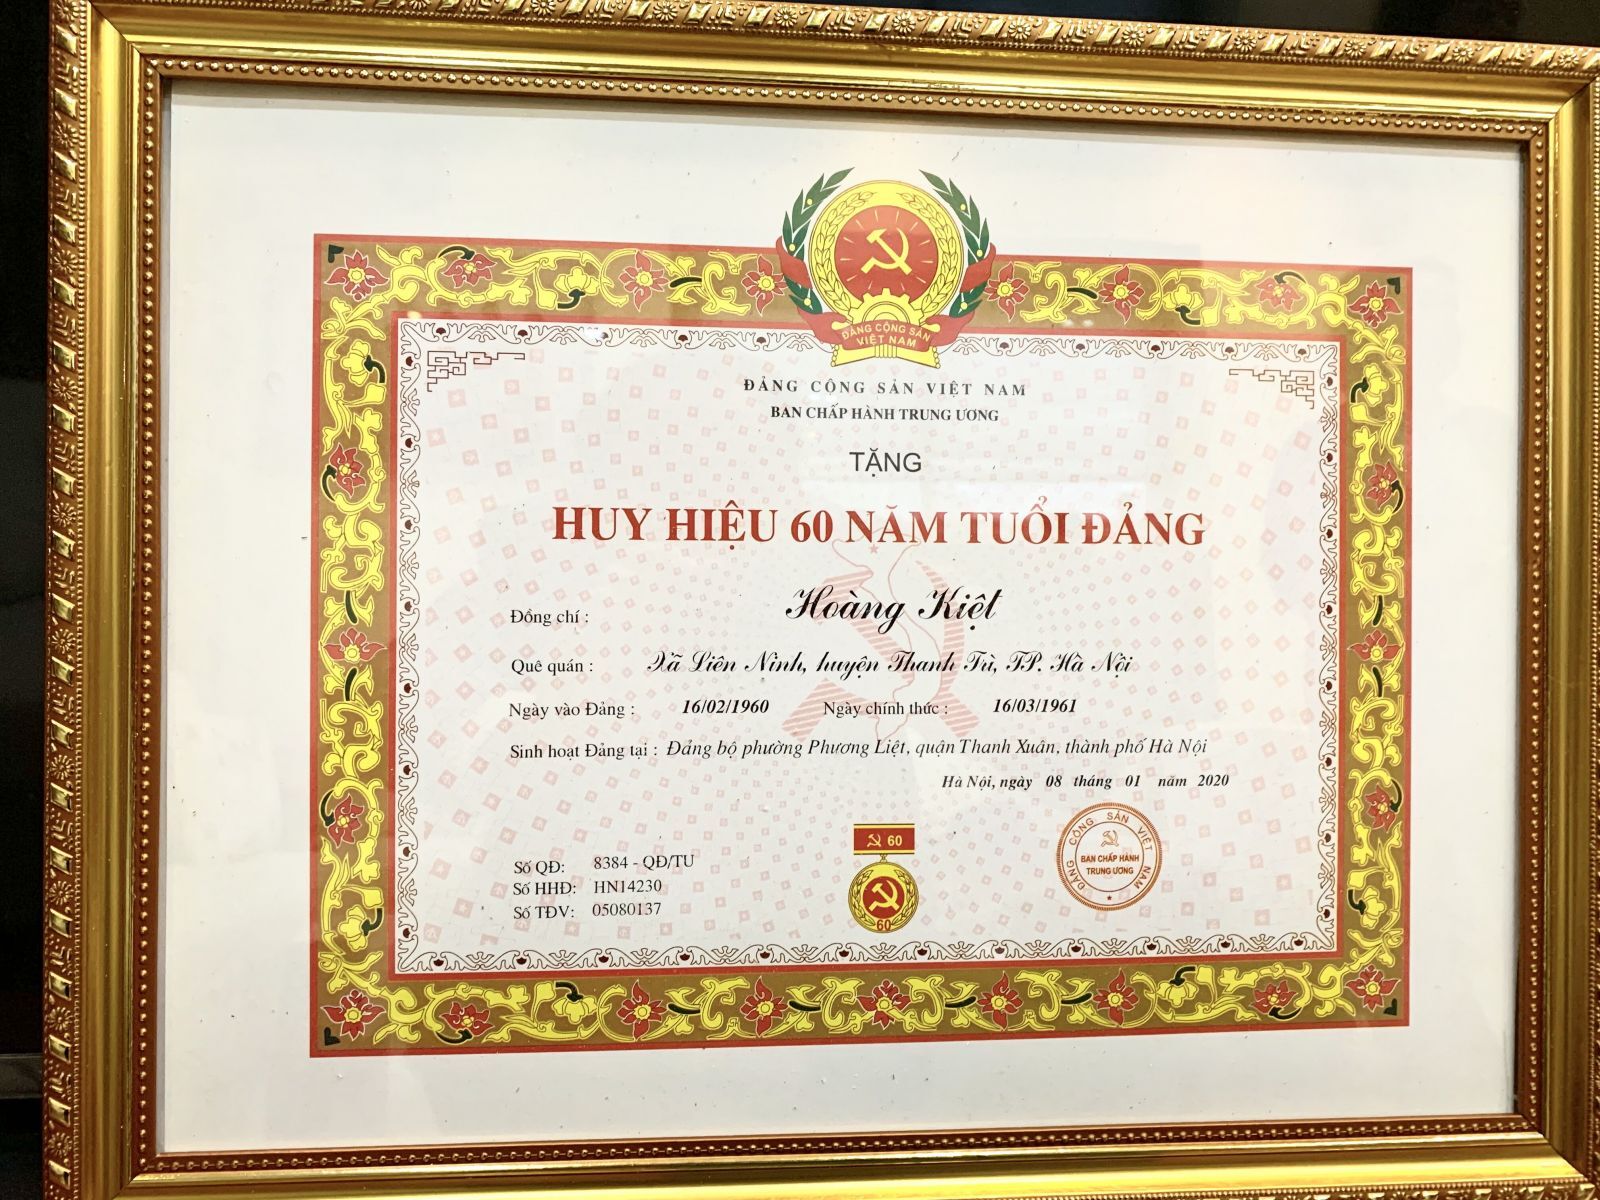 ĐẢNG CỘNG SẢN
VIỆT NAM
ĐẢNG CỘNG SẢN VIỆT NAM
BAN CHẤP HÀNH TRUNG ƯƠNG
TẶNG
HUY HIỆU 60 NĂM TUỔI ĐẢNG
Đồng chí : Hoàng Kiệt
Quê quán : Xã Liên Ninh, huyện Thanh Trì, TP. Hà Nội
Ngày vào Đảng : 16/02/1960 Ngày chính thức : 16/03/1961
Sinh hoạt Đảng tại : Đảng bộ phường Phương Liệt, quận Thanh Xuân, thành phố Hà Nội
Hà Nội, ngày 08 tháng 01 năm 2020
Số QĐ: 8384 - QĐ/TU
Số HHĐ: HN14230
Số TĐV: 05080137
60
60
ĐẢNG CỘNG SẢN VIỆT NAM
BAN CHẤP HÀNH
TRUNG ƯƠNG